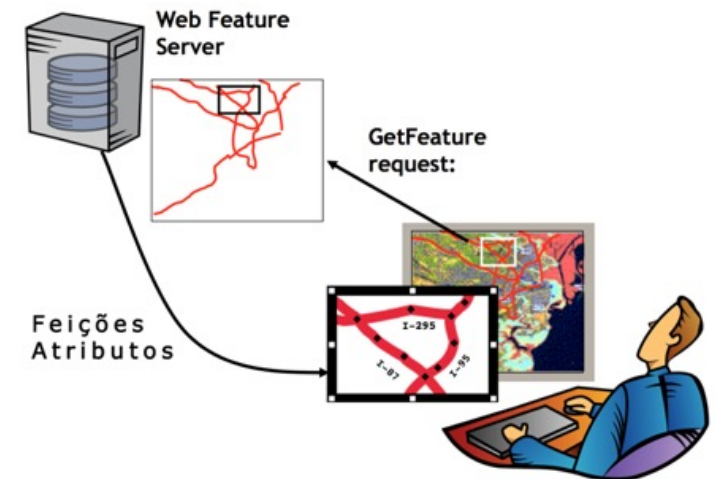 Web Feature
Server
GetFeature
request:
Feições
Atributos
I-295
I-87
I-95